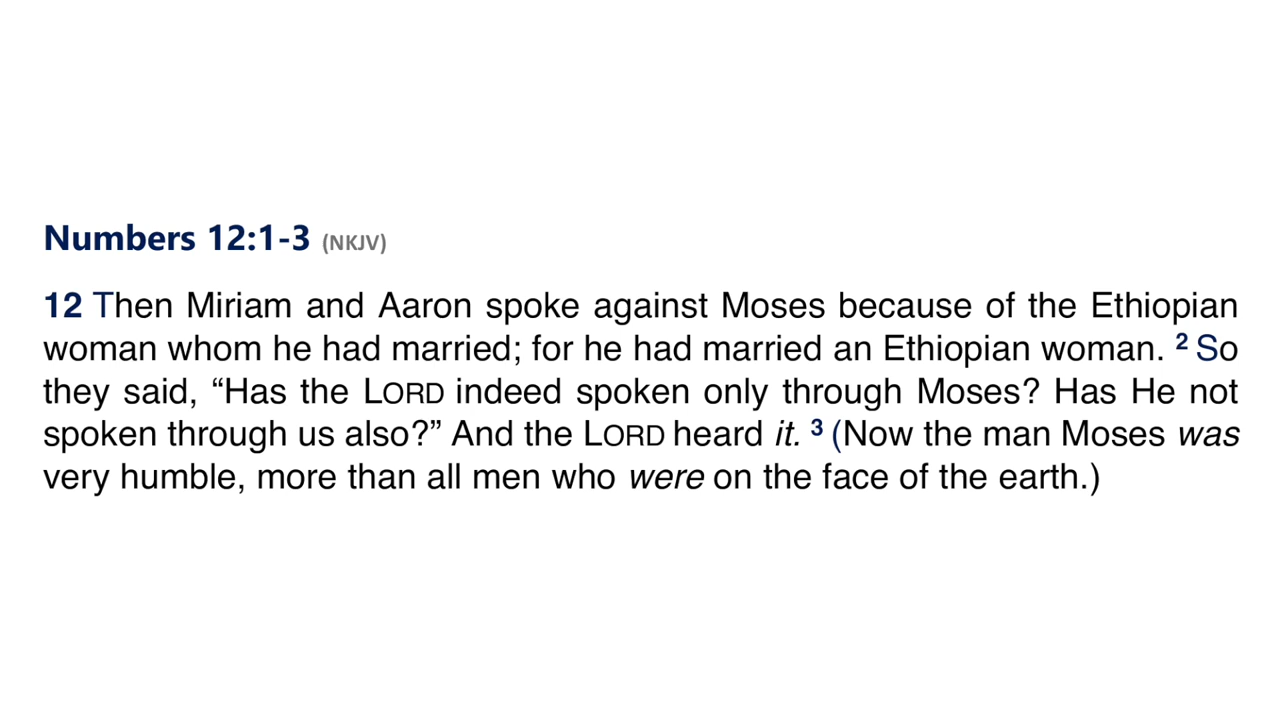 Numbers 12:1-3 (NKJV)
12 Then Miriam and Aaron spoke against Moses because of the Ethiopian
woman whom he had married; for he had married an Ethiopian woman. 2 So
they said, “Has the LORD indeed spoken only through Moses? Has He not
spoken through us also?” And the LORD heard it. 3 (Now the man Moses was
very humble, more than all men who were on the face of the earth.)